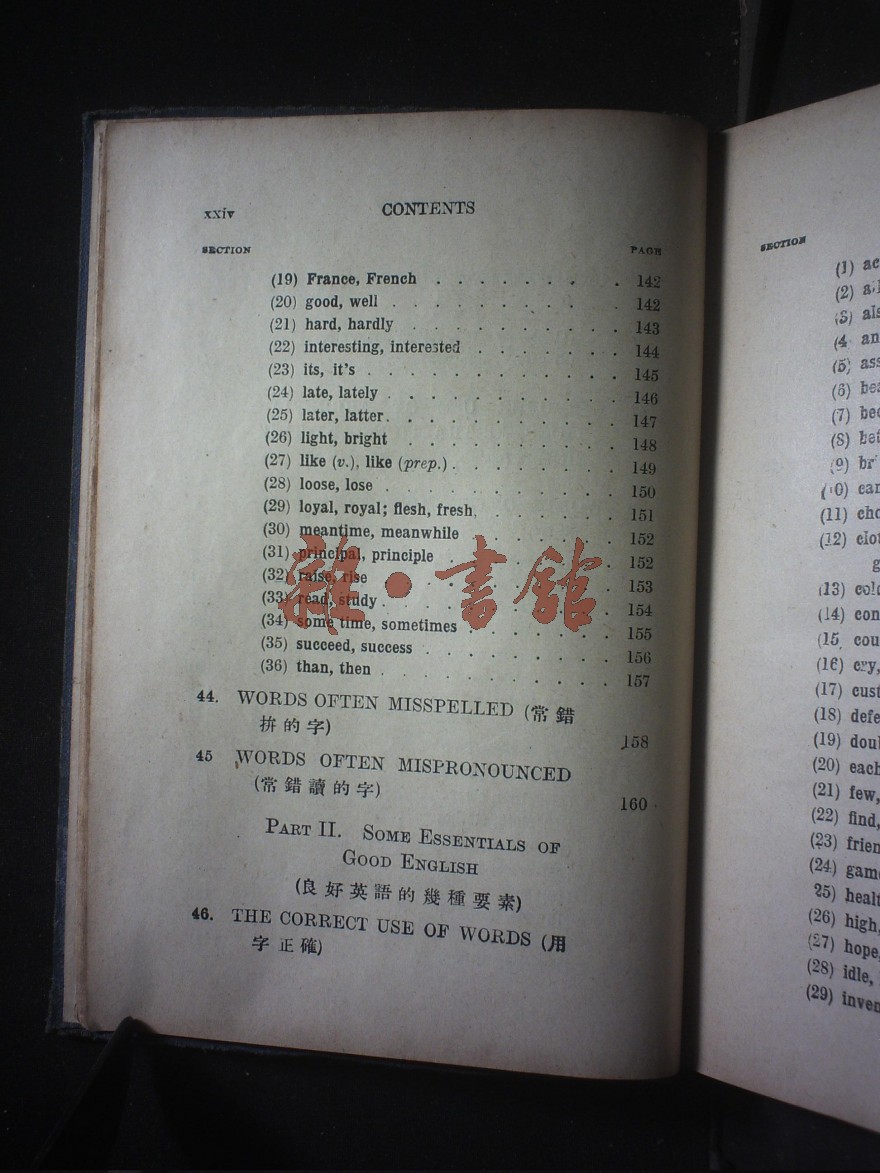 xxiv CONTENTS
SECTION PAGE
(19) France, French . . . . . . . . 142
(20) good, well . . . . . . . . . 142
(21) hard, hardly . . . . . . . . . 143
(22) interesting, interested . . . . . . . 144
(23) its, it's . . . . . . . . . . . 145
(24) late, lately . . . . . . . . . . 146
(25) later, latter . . . . . . . . . . 147
(26) light, bright . . . . . . . . . 148
(27) like (v.), like (prep.) . . . . . . . 149
(28) loose, lose . . . . . . . . . . 150
(29) loyal, royal; flesh, fresh . . . . . . 151
(30) meantime, meanwhile . . . . . . 152
(31) principal, principle . . . . . . . 152
(32) raise, rise . . . . . . . . . . 153
(33) read, study . . . . . . . . . . 154
(34) some time, sometimes . . . . . . . 155
(35) succeed, success . . . . . . . . 156
(36) than, then . . . . . . . . . . 157
44. WORDS OFTEN MISSPELLED (常錯
拚的字) 158
45 WORDS OFTEN MISPRONOUNCED
(常錯讀的字) 160
PART II. SOME ESSENTIALS OF
GOOD ENGLISH
(良好英語的幾種要素)
46. THE CORRECT USE OF WORDS (用
字正確)
雜·書館
SECTION
(1)
(2)
(3)
(4
(5)
(6)
(7)
(8)
(9)
(10)
(11)
(12)
(13)
(14)
(15
(16) cry,
(17)
(18)
(19)
(20) each
(21) few,
(22) find,
(23)
(24)
25)
(26) high,
(27) hope,
(28) idle,
(29)